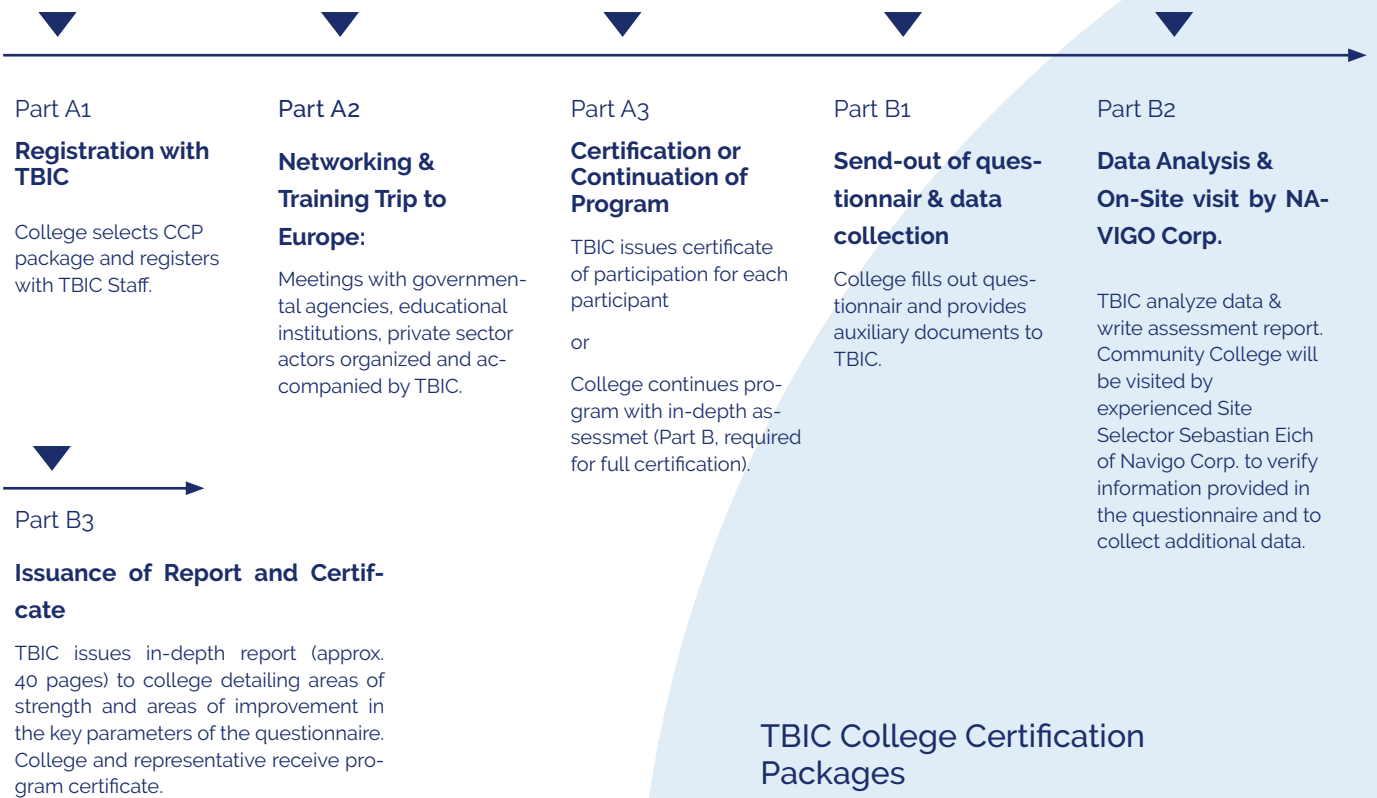 Part A1
Registration with
TBIC
College selects CCP
package and registers
with TBIC Staff.
Part A2
Networking &
Training Trip to
Europe:
Meetings with governmen-
tal agencies, educational
institutions, private sector
actors organized and ac-
companied by TBIC.
Part A3
Certification or
Continuation of
Program
TBIC issues certificate
of participation for each
participant
or
College continues pro-
gram with in-depth as-
sessmet (Part B, required
for full certification).
Part B1
Send-out of ques-
tionnair & data
collection
College fills out ques-
tionnair and provides
auxiliary documents to
TBIC.
Part B2
Data Analysis &
On-Site visit by NA-
VIGO Corp.
TBIC analyze data &
write assessment report.
Community College will
be visited by
experienced Site
Selector Sebastian Eich
of Navigo Corp. to verify
information provided in
the questionnaire and to
collect additional data.
Part B3
Issuance of Report and Certif-
cate
TBIC issues in-depth report (approx.
40 pages) to college detailing areas of
strength and areas of improvement in
the key parameters of the questionnaire.
College and representative receive pro-
gram certificate.
TBIC College Certification
Packages